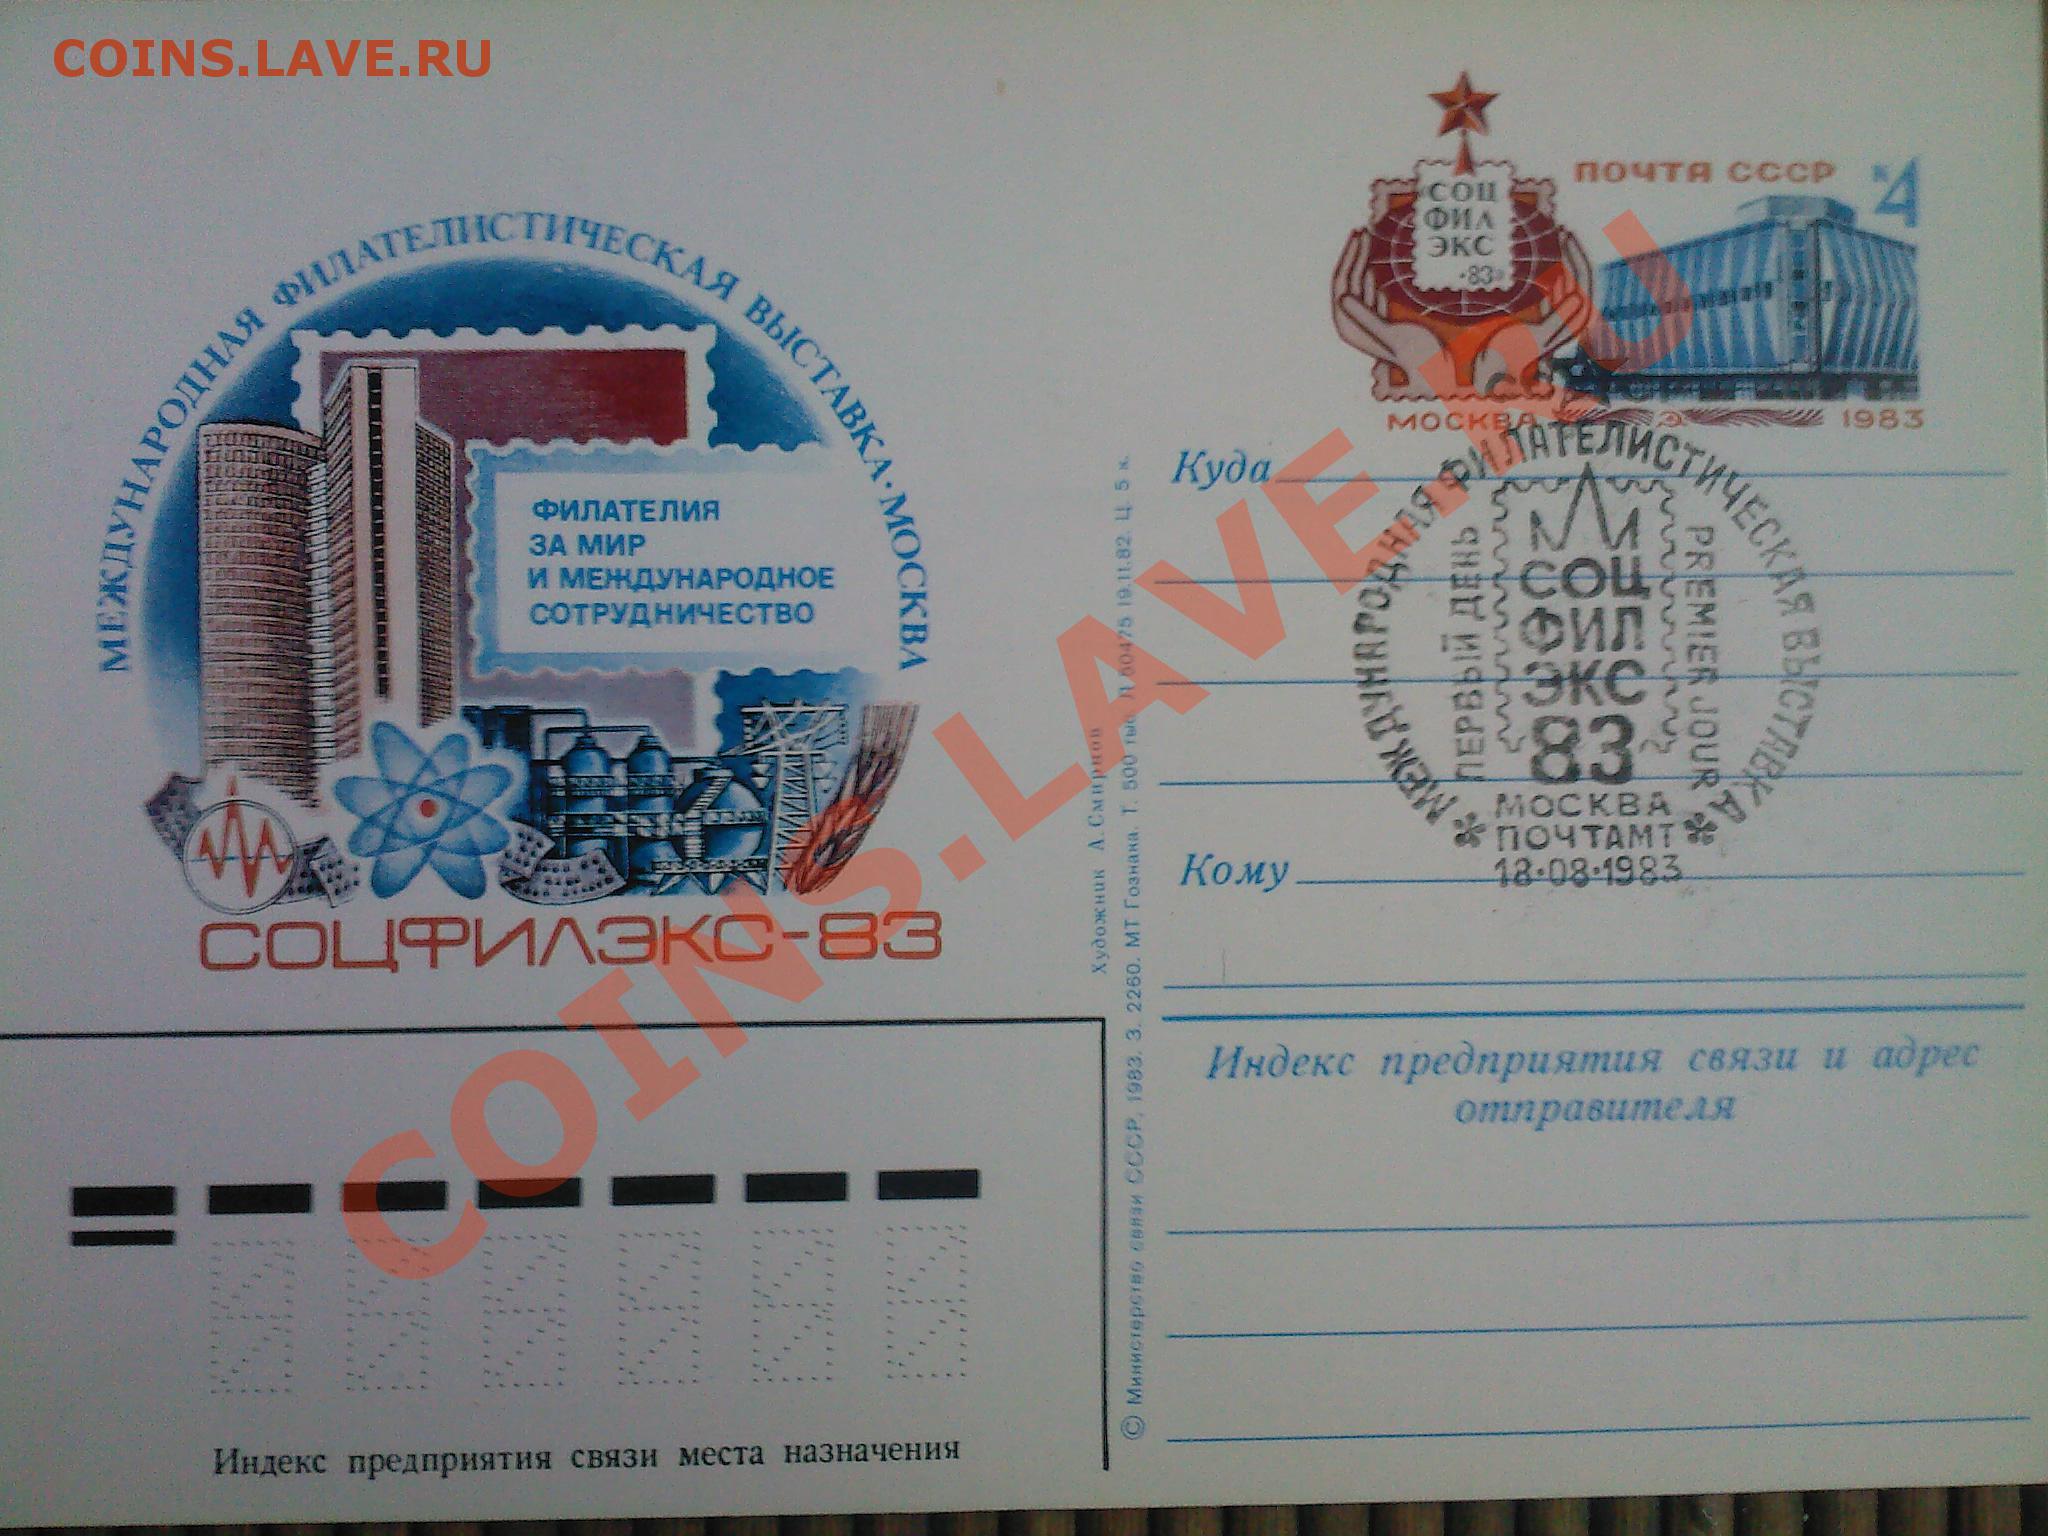 COINS.LAVE.RU
МЕЖДУНАРОДНАЯ ФИЛАТЕЛИСТИЧЕСКАЯ ВЫСТАВКА·МОСКВА
ФИЛАТЕЛИЯ
ЗА МИР
И МЕЖДУНАРОДНОЕ
СОТРУДНИЧЕСТВО
СОЦФИЛЭКС-83
Индекс предприятия связи места назначения
Художник А. Смирнов
© Министерство связи СССР, 1983. З. 2260. МТ Гознака. Т. 500 тыс. 19.11.82. Ц. 5 к.
СОЦ
ФИЛ
ЭКС
•83»
ПОЧТА СССР
к4
МОСКВА
1983
Куда
МЕЖДУНАРОДНАЯ ФИЛАТЕЛИСТИЧЕСКАЯ ВЫСТАВКА
ПЕРВЫЙ ДЕНЬ
СОЦ
ФИЛ
ЭКС
83
PREMIER JOUR
МОСКВА
ПОЧТАМТ
18·08·1983
Кому
Индекс предприятия связи и адрес
отправителя
COINS.LAVE.RU